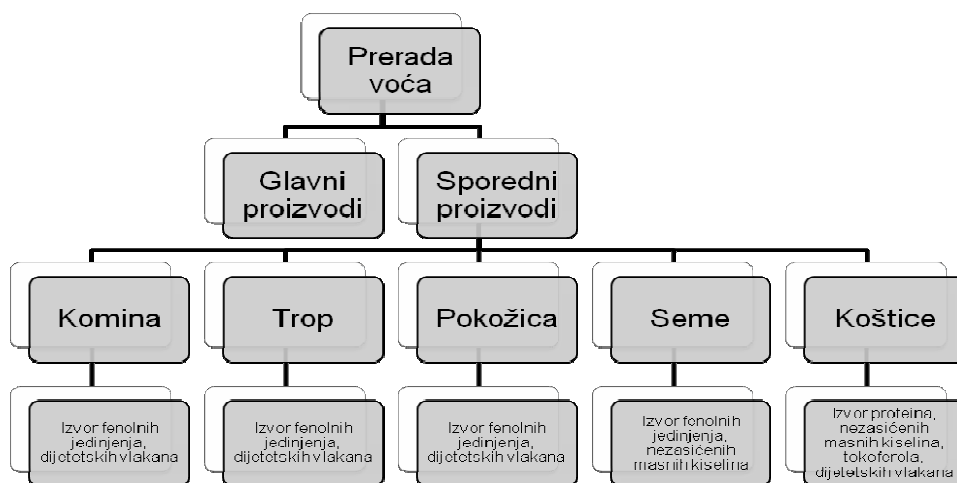 Prerada
voća
Glavni
proizvodi
Sporedni
proizvodi
Komina
Trop
Pokožica
Seme
Koštice
Izvor fenolnih
jedinjenja,
dijetetskih vlakana
Izvor fenolnih
jedinjenja,
dijetetskih vlakana
Izvor fenolnih
jedinjenja,
dijetetskih vlakana
Izvor fenolnih
jedinjenja,
nezasićenih
masnih kiselina
Izvor proteina,
nezasićenih
masnih kiselina,
tokoferola,
dijetetskih vlakana